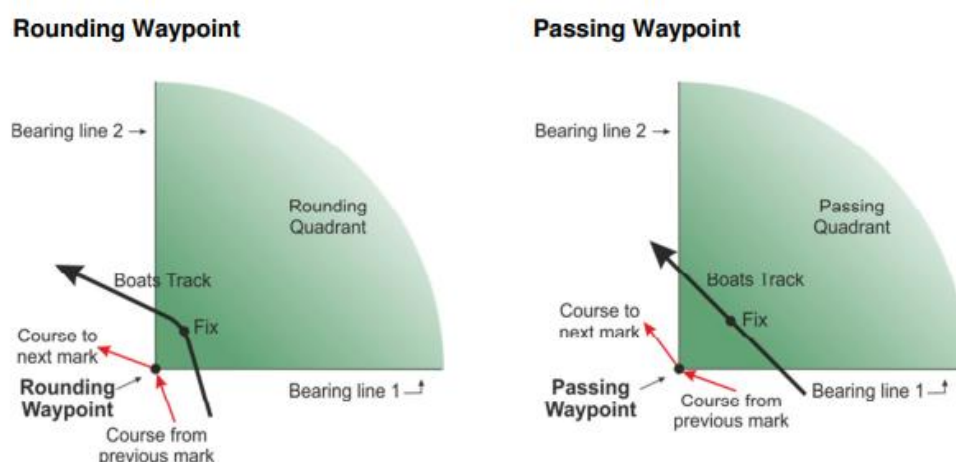 Rounding Waypoint
Bearing line 2 →
Rounding
Quadrant
Boats Track
Fix
Course to
next mark
Rounding
Waypoint
Bearing line 1
Course from
previous mark
Passing Waypoint
Bearing line 2 →
Passing
Quadrant
Boats Track
Fix
Course to
next mark
Passing
Waypoint
Bearing line 1
Course from
previous mark